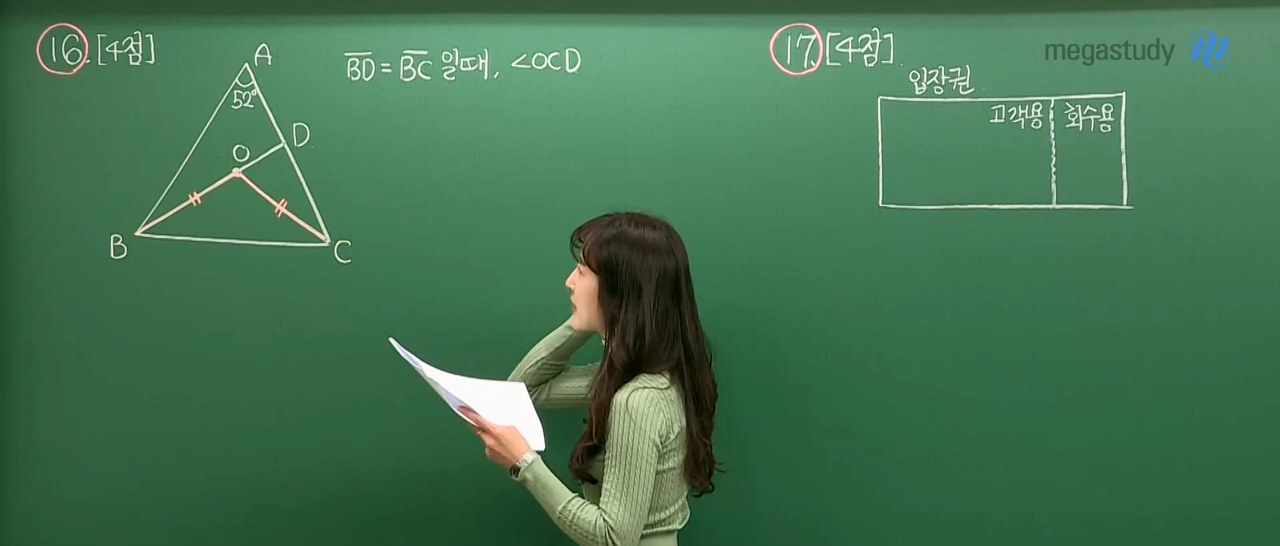 16. [4점]
A
52°
D
O
B
C
BD = BC 일때, ∠OCD
17. [4점]
megastudy
입장권
고객용
회수용